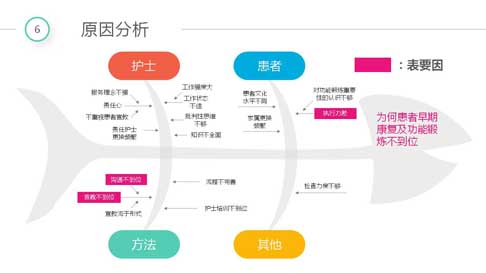 6
原因分析
护士
患者
：表要因
服务理念不强
工作强度大
责任心
工作状态
不佳
不重视患者宣教
批判性思维
不够
责任护士
更换频繁
知识不全面
患者文化
水平不同
对功能锻炼重要
性的认识不够
执行力差
家属更换
频繁
为何患者早期
康复及功能锻
炼不到位
沟通不到位
流程不完善
宣教不到位
宣教流于形式
护士培训不到位
检查力度不够
方法
其他